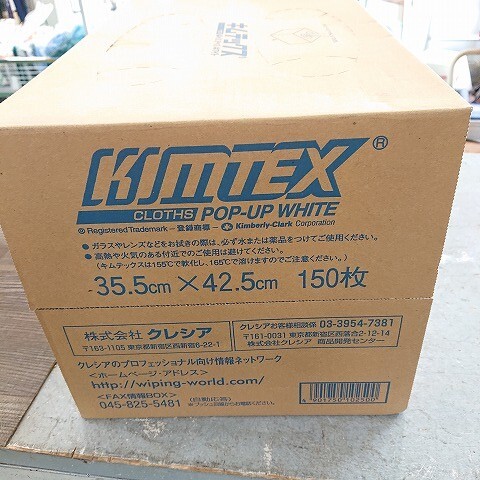 KIMTEX®
CLOTHS POP-UP WHITE
® Registered Trademark —登録商標— Kimberly-Clark Corporation
● ガラスやレンズなどをお拭きの際は、必ず水または薬品をつけてご使用ください。
● 高熱や火気のある付近でのご使用は避けてください。
(キムテックスは155℃で軟化し、165℃で溶けますのでご注意ください。)
35.5cm×42.5cm 150枚
株式会社 クレシア
〒163-1105 東京都新宿区西新宿6-22-1
クレシアお客様相談係 03-3954-7381
〒161-0031 東京都新宿区西落合2-12-14
クレシア 商品開発センター
クレシアのプロフェッショナル向け情報ネットワーク
<ホームページ・アドレス>
http://wiping-world.com/
<FAX情報BOX>
045-825-5481